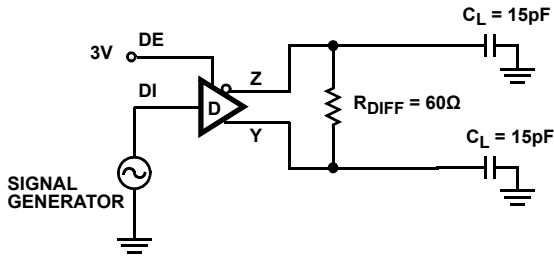 C_L = 15pF
DE
3V
Z
DI
D
R_DIFF = 60Ω
Y
C_L = 15pF
SIGNAL
GENERATOR